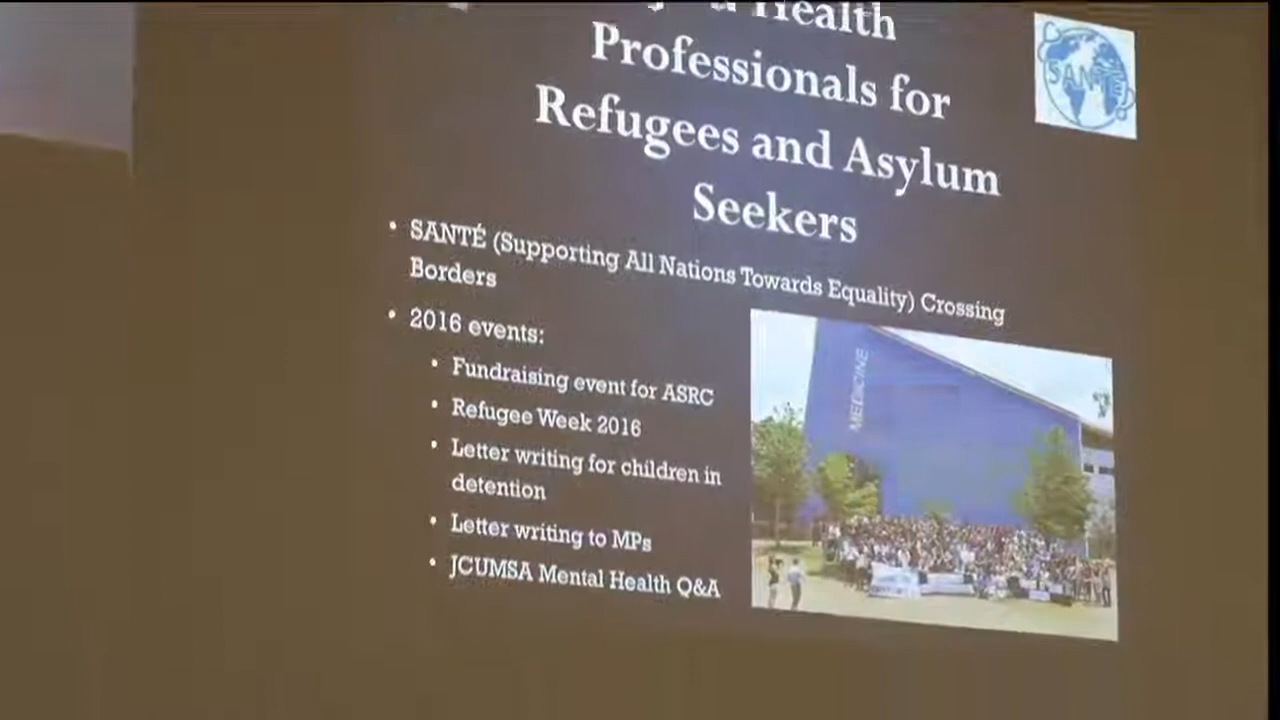 Health
Professionals for
Refugees and Asylum
Seekers
SANTÉ
• SANTÉ (Supporting All Nations Towards Equality) Crossing
Borders
• 2016 events:
• Fundraising event for ASRC
• Refugee Week 2016
• Letter writing for children in
detention
• Letter writing to MPs
• JCUMSA Mental Health Q&A
MEDICINE